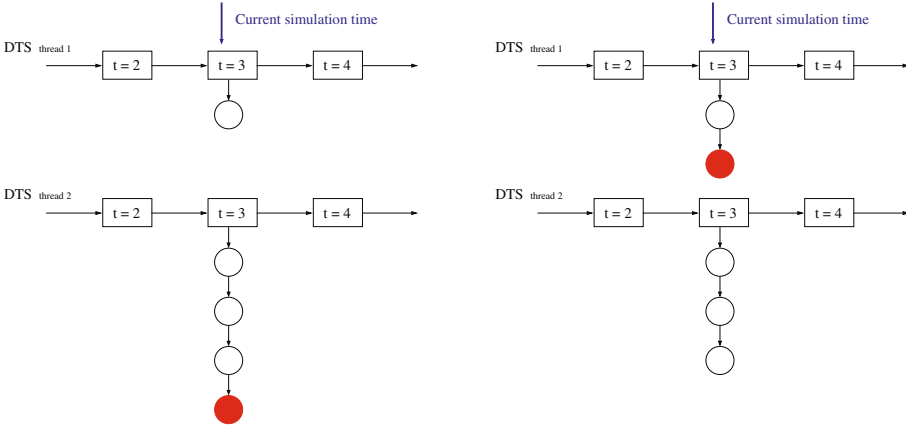 Current simulation time
DTS thread 1
t = 2
t = 3
t = 4
DTS thread 2
t = 2
t = 3
t = 4
Current simulation time
DTS thread 1
t = 2
t = 3
t = 4
DTS thread 2
t = 2
t = 3
t = 4